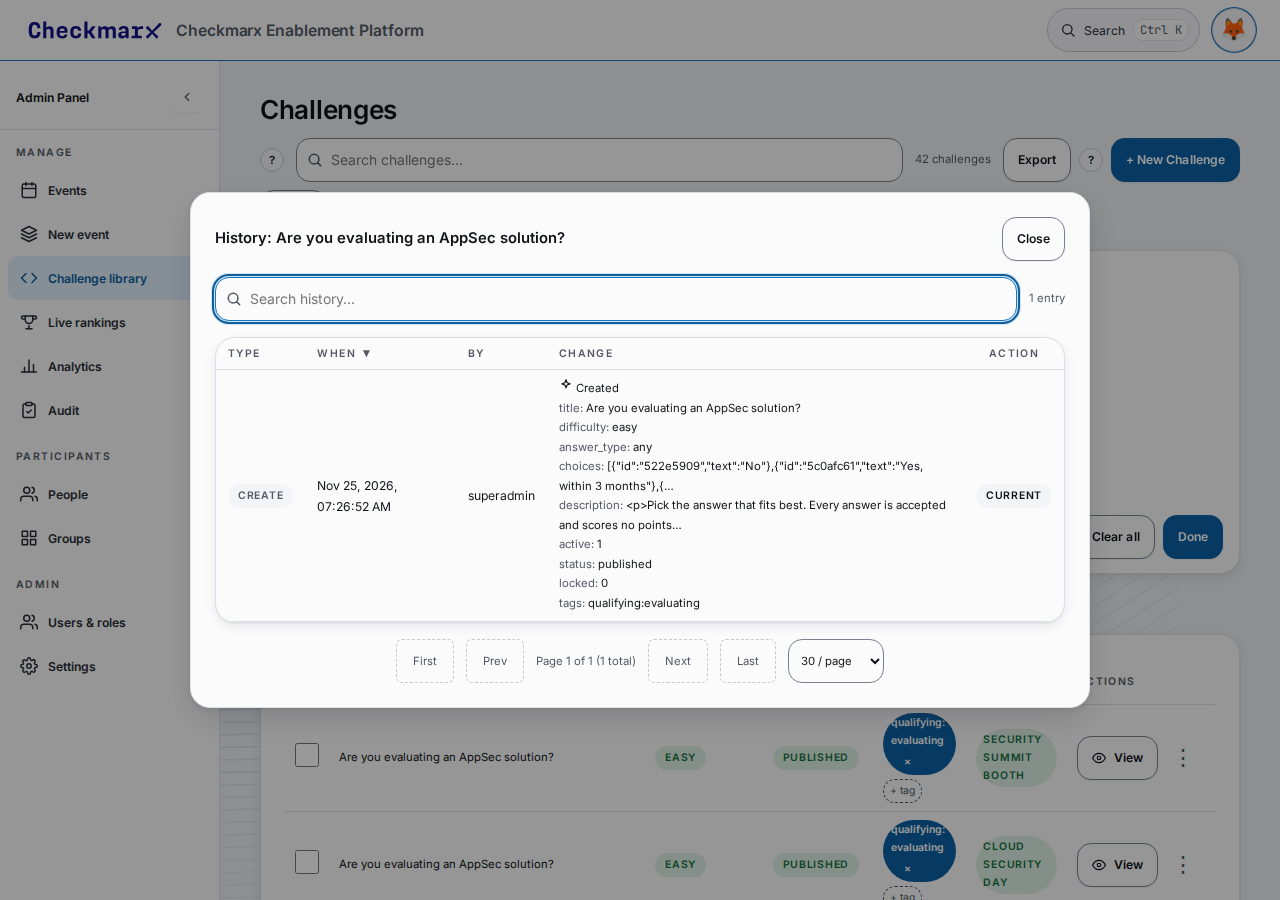 Checkmarx Checkmarx Enablement Platform Search Ctrl K
Admin Panel
MANAGE
Events
New event
Challenge library
Live rankings
Analytics
Audit
PARTICIPANTS
People
Groups
ADMIN
Users & roles
Settings
Challenges
? Search challenges... 42 challenges Export ? + New Challenge
History: Are you evaluating an AppSec solution? Close
Search history... 1 entry
TYPE WHEN ▼ BY CHANGE ACTION
CREATE Nov 25, 2026, 07:26:52 AM superadmin CURRENT
Created
title: Are you evaluating an AppSec solution?
difficulty: easy
answer_type: any
choices: [{"id":"522e5909","text":"No"},{"id":"5c0afc61","text":"Yes,
within 3 months"},{...
description: <p>Pick the answer that fits best. Every answer is accepted
and scores no points...
active: 1
status: published
locked: 0
tags: qualifying:evaluating
First Prev Page 1 of 1 (1 total) Next Last 30 / page
Clear all Done
CTIONS
Are you evaluating an AppSec solution? EASY PUBLISHED
qualifying:
evaluating
×
+ tag
SECURITY
SUMMIT
BOOTH
View
Are you evaluating an AppSec solution? EASY PUBLISHED
qualifying:
evaluating
×
+ tag
CLOUD
SECURITY
DAY
View